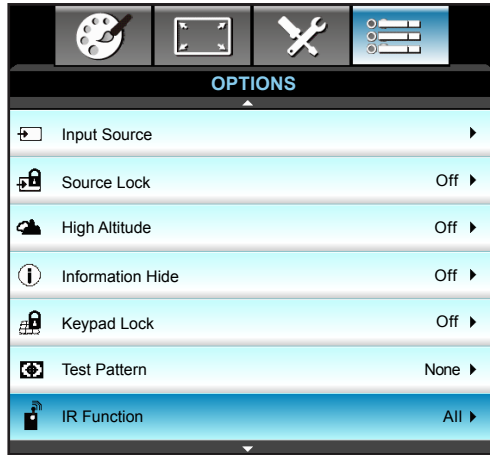 OPTIONS
Input Source
Source Lock Off
High Altitude Off
Information Hide Off
Keypad Lock Off
Test Pattern None
IR Function All